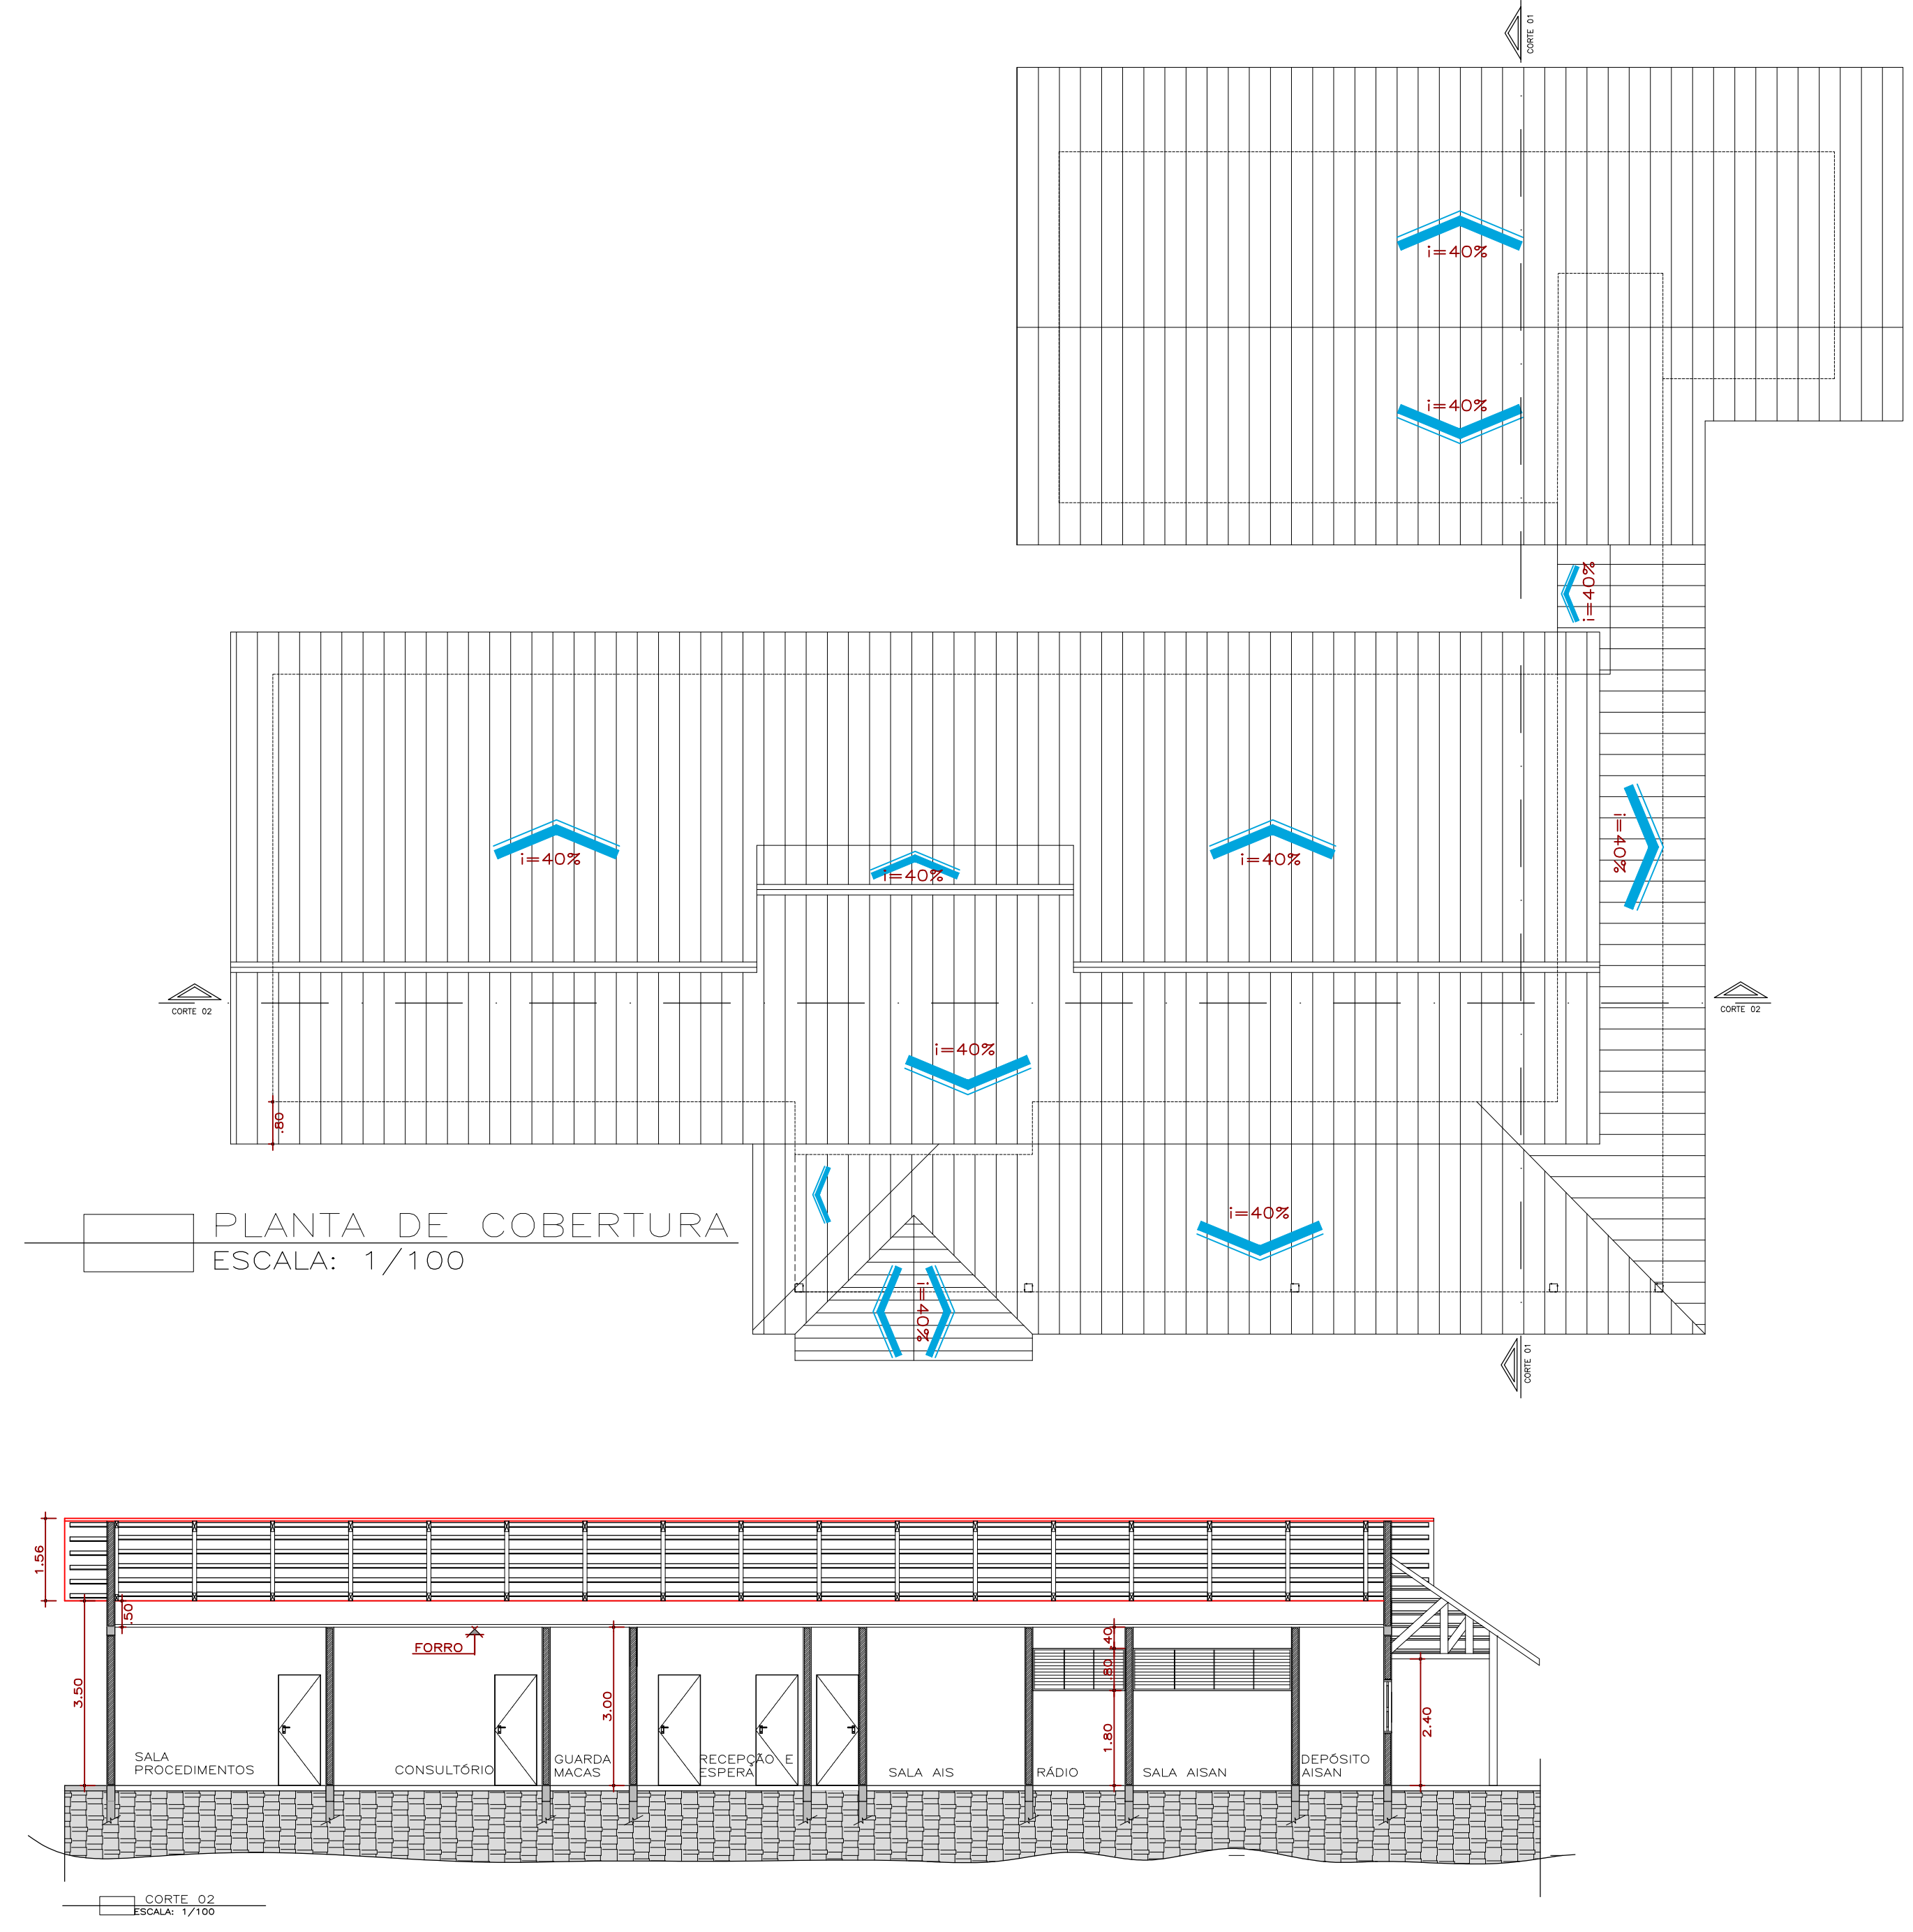 CORTE 01
i=40%
i=40%
i=40%
i=40%
i=40%
i=40%
i=40%
CORTE 02
CORTE 02
i=40%
.80
i=40%
i=40%
PLANTA DE COBERTURA
ESCALA: 1/100
CORTE 01
1.56
.50
3.50
FORRO
3.00
.40
.80
1.80
2.40
SALA
PROCEDIMENTOS
CONSULTÓRIO
GUARDA
MACAS
RECEPÇÃO E
ESPERA
SALA AIS
RÁDIO
SALA AISAN
DEPÓSITO
AISAN
CORTE 02
ESCALA: 1/100